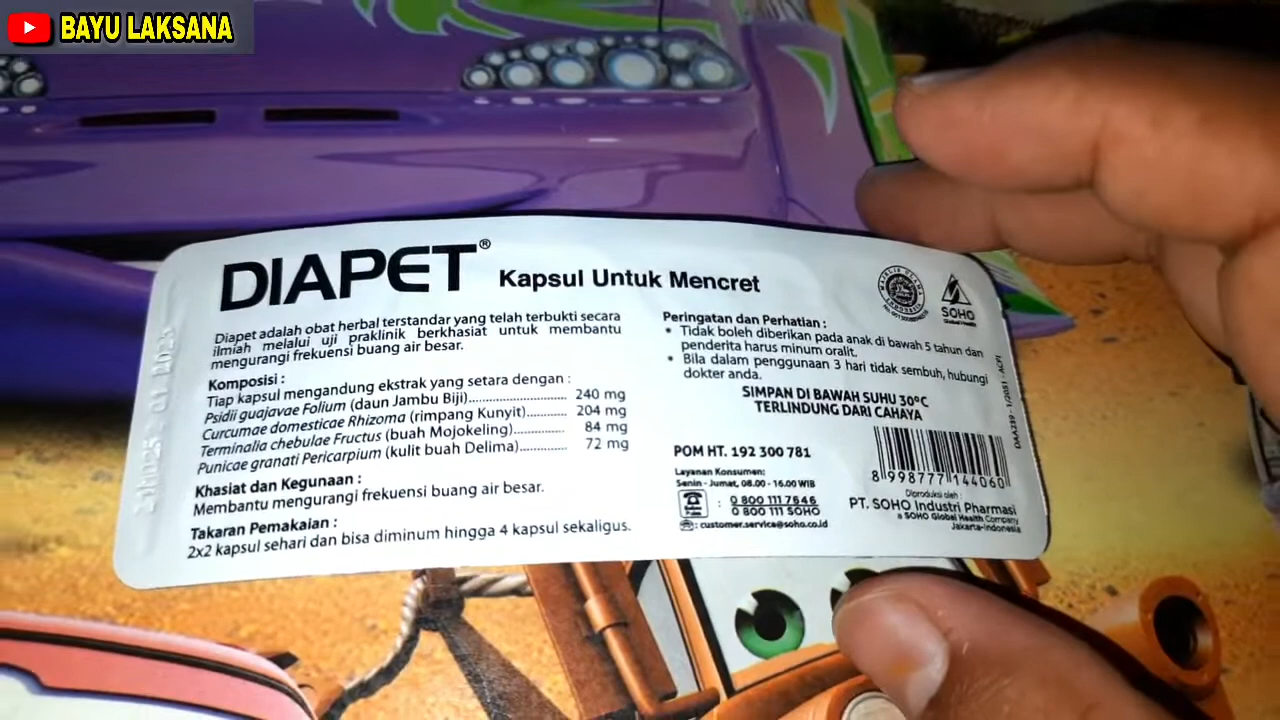 BAYU LAKSANA
DIAPET® Kapsul Untuk Mencret
Diapet adalah obat herbal terstandar yang telah terbukti secara
ilmiah melalui uji praklinik berkhasiat untuk membantu
mengurangi frekuensi buang air besar.
Komposisi :
Tiap kapsul mengandung ekstrak yang setara dengan :
Psidii guajavae Folium (daun Jambu Biji)............................ 240 mg
Curcumae domesticae Rhizoma (rimpang Kunyit)........... 204 mg
Terminalia chebulae Fructus (buah Mojokeling).............. 84 mg
Punicae granati Pericarpium (kulit buah Delima)............. 72 mg
Khasiat dan Kegunaan :
Membantu mengurangi frekuensi buang air besar.
Takaran Pemakaian :
2x2 kapsul sehari dan bisa diminum hingga 4 kapsul sekaligus.
SOHO
Global Health
Peringatan dan Perhatian :
• Tidak boleh diberikan pada anak di bawah 5 tahun dan
penderita harus minum oralit.
• Bila dalam penggunaan 3 hari tidak sembuh, hubungi
dokter anda.
SIMPAN DI BAWAH SUHU 30°C
TERLINDUNG DARI CAHAYA
POM HT. 192 300 781
Layanan Konsumen:
Senin - Jumat, 08.00 - 16.00 WIB
: 0 800 111 7646
0 800 111 SOHO
: customer.service@soho.co.id
8 998777 144060
Diproduksi oleh :
PT. SOHO Industri Pharmasi
a SOHO Global Health Company
Jakarta-Indonesia